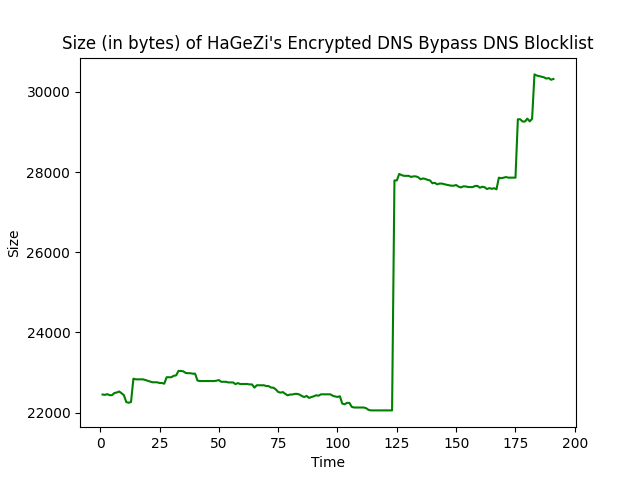 Size (in bytes) of HaGeZi's Encrypted DNS Bypass DNS Blocklist
30000
28000
26000
24000
22000
Size
0 25 50 75 100 125 150 175 200
Time